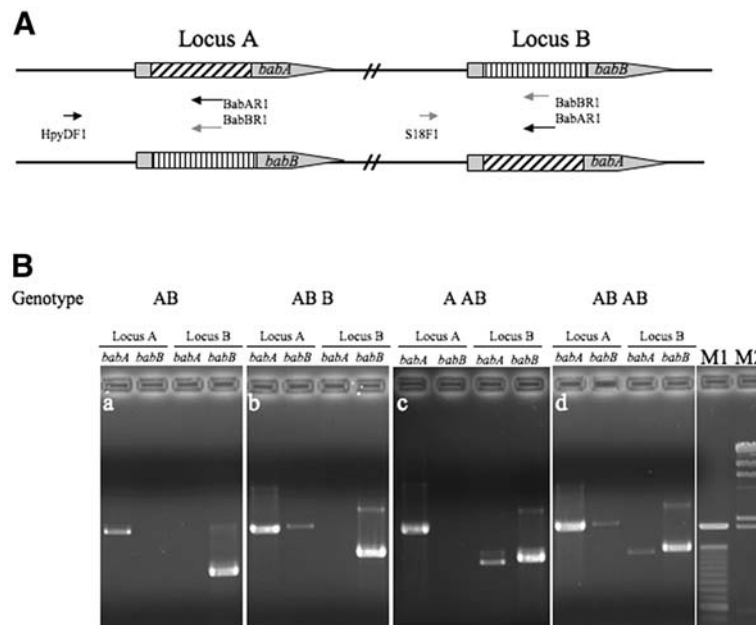 A
Locus A
Locus B
babA
babB
BabAR1
BabBR1
HpyDF1
BabBR1
BabAR1
S18F1
babB
babA
B
Genotype
AB
AB B
A AB
AB AB
Locus A
Locus B
Locus A
Locus B
Locus A
Locus B
Locus A
Locus B
babA babB babA babB
babA babB babA babB
babA babB babA babB
babA babB babA babB
M1
a
b
c
d